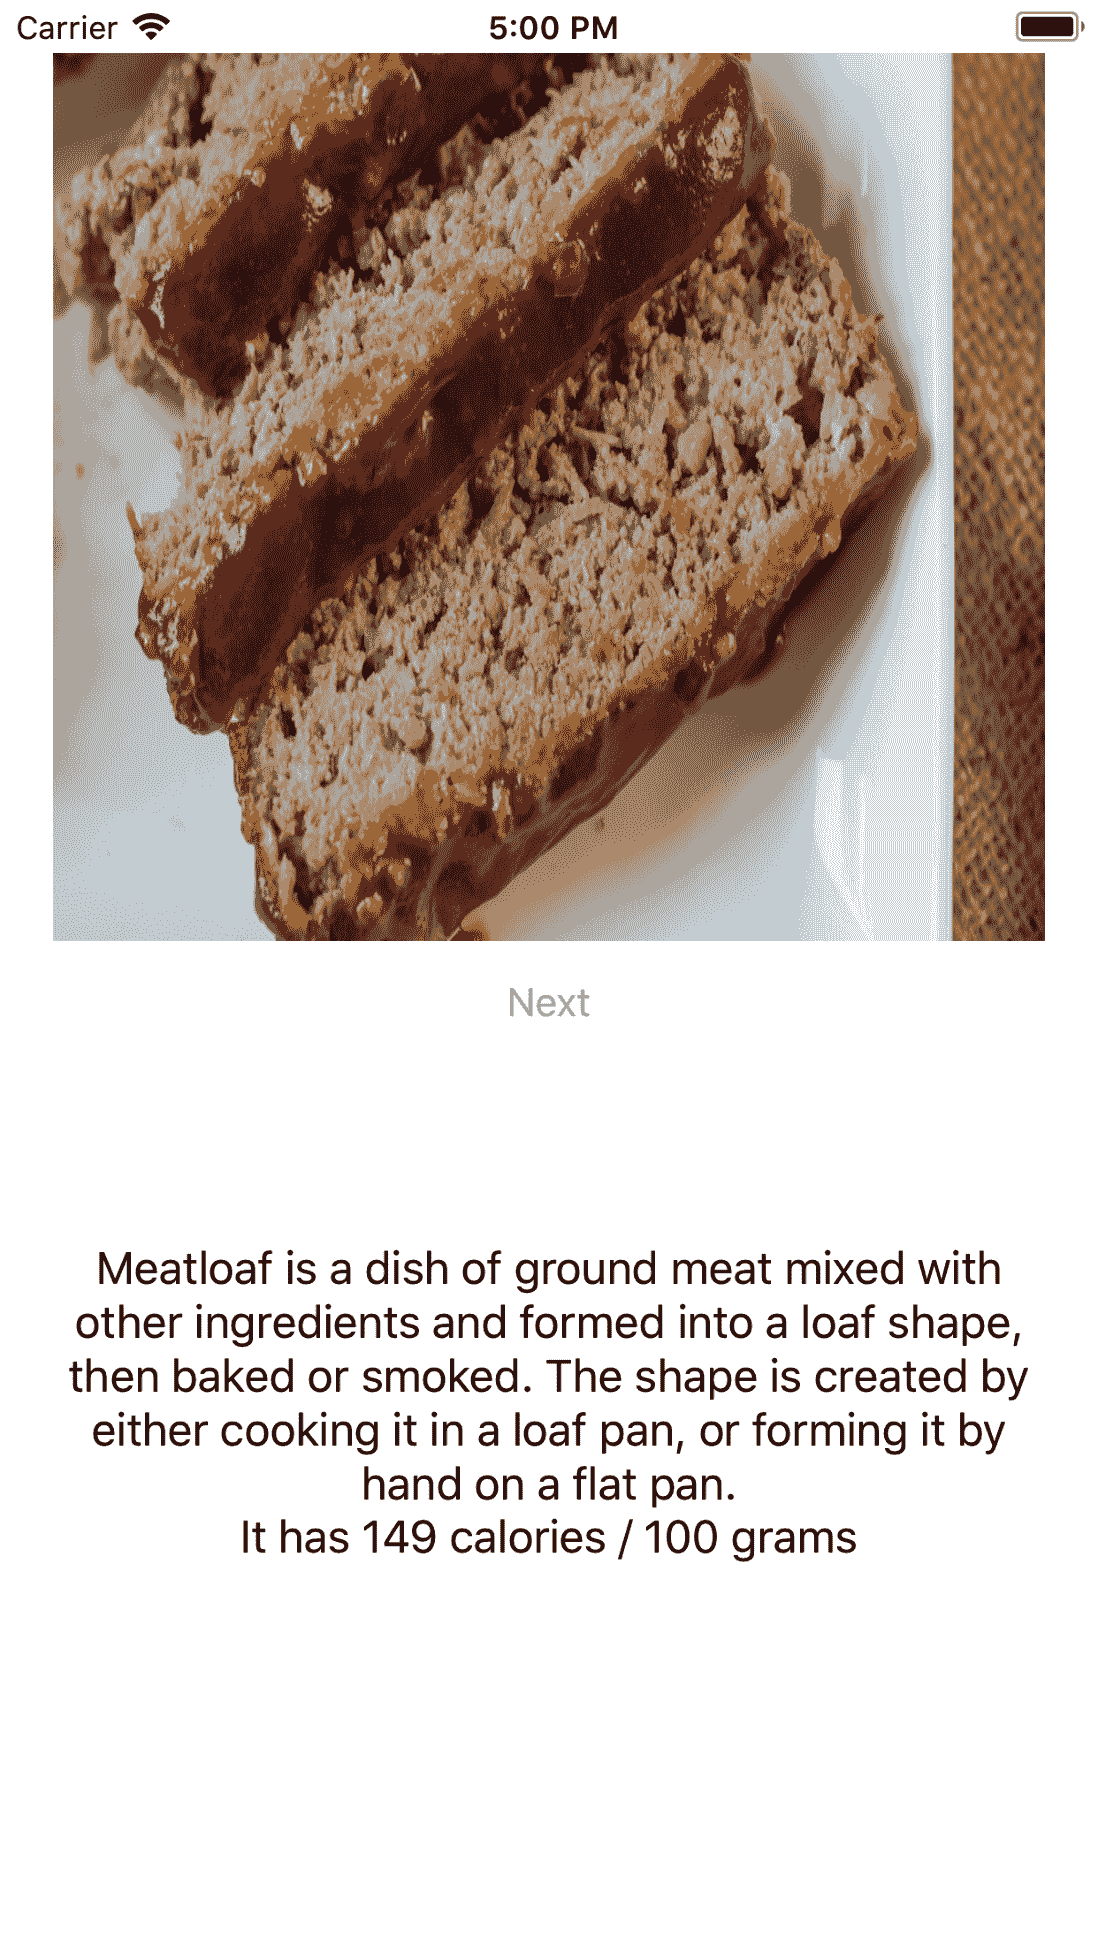 Carrier 5:00 PM
Next
Meatloaf is a dish of ground meat mixed with
other ingredients and formed into a loaf shape,
then baked or smoked. The shape is created by
either cooking it in a loaf pan, or forming it by
hand on a flat pan.
It has 149 calories / 100 grams